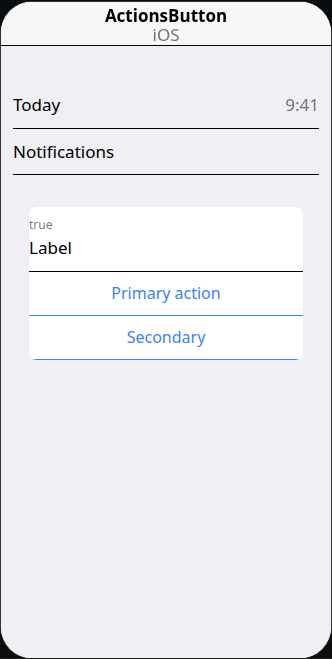 ActionsButton
iOS
Today 9:41
Notifications
true
Label
Primary action
Secondary